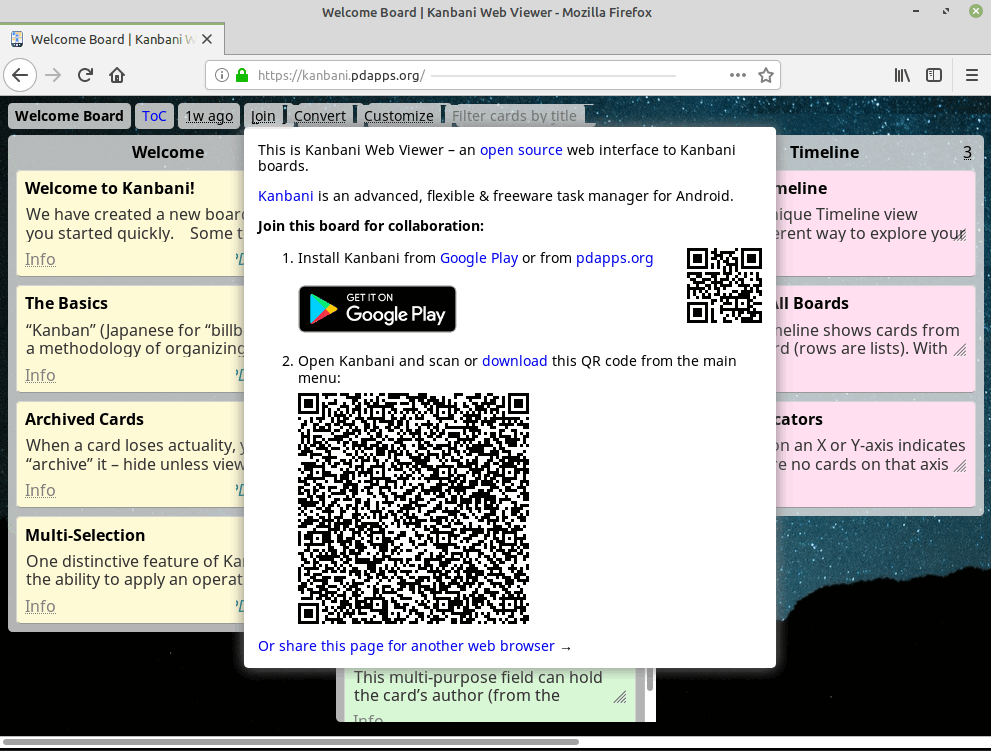 Welcome Board | Kanbani Web Viewer - Mozilla Firefox
Welcome Board | Kanbani W
https://kanbani.pdapps.org/
Welcome Board ToC 1w ago Join Convert Customize Filter cards by title
Welcome
Welcome to Kanbani!
We have created a new boar
you started quickly. Some t
Info
The Basics
“Kanban” (Japanese for “billb
a methodology of organizing
Info
Archived Cards
When a card loses actuality, y
“archive” it – hide unless view
Info
Multi-Selection
One distinctive feature of Ka
the ability to apply an operat
Info
This is Kanbani Web Viewer – an open source web interface to Kanbani
boards.
Kanbani is an advanced, flexible & freeware task manager for Android.
Join this board for collaboration:
1. Install Kanbani from Google Play or from pdapps.org
GET IT ON
Google Play
2. Open Kanbani and scan or download this QR code from the main
menu:
Or share this page for another web browser →
This multi-purpose field can hold
the card’s author (from the
Info
Timeline 3
meline
ique Timeline view
erent way to explore your
All Boards
meline shows cards from
rd (rows are lists). With
cators
on an X or Y-axis indicates
e no cards on that axis